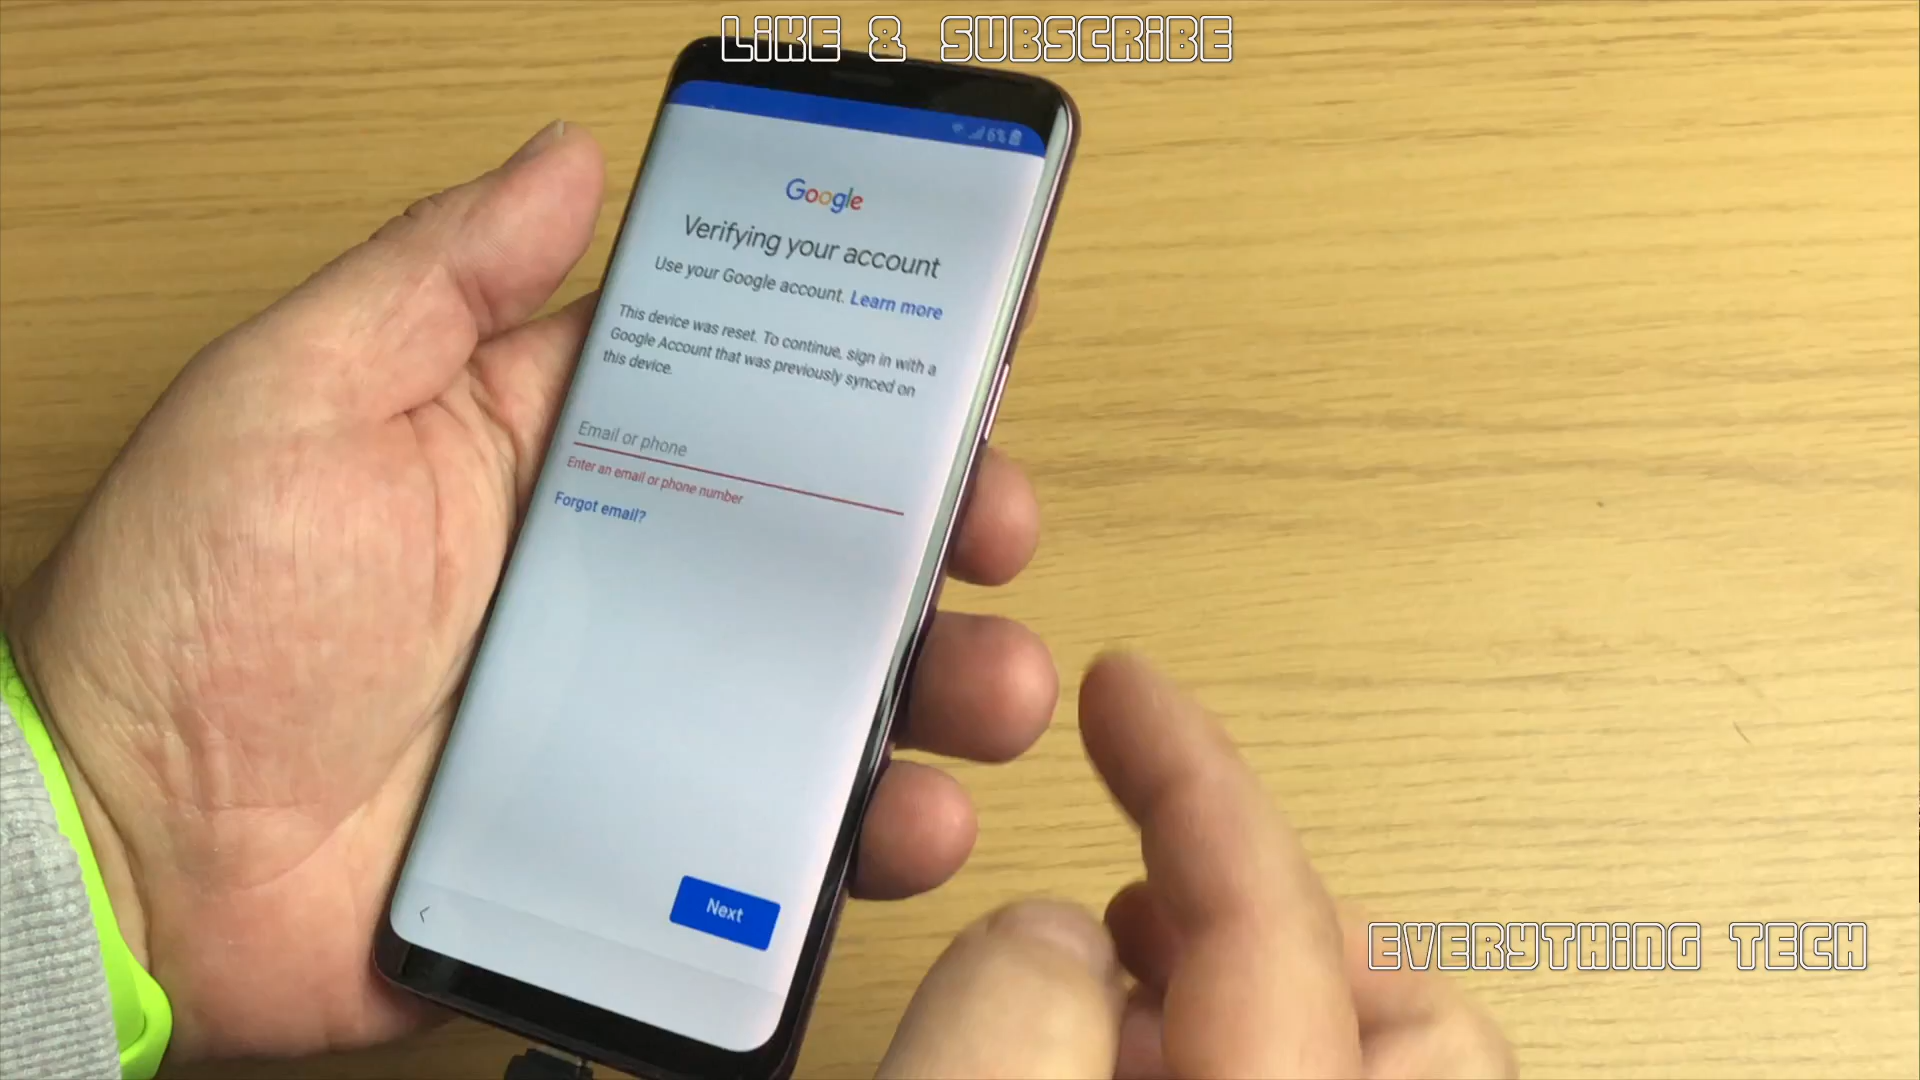 LIKE & SUBSCRIBE
6%
Google
Verifying your account
Use your Google account. Learn more
This device was reset. To continue, sign in with a
Google Account that was previously synced on
this device.
Email or phone
Enter an email or phone number
Forgot email?
Next
EVERYTHING TECH